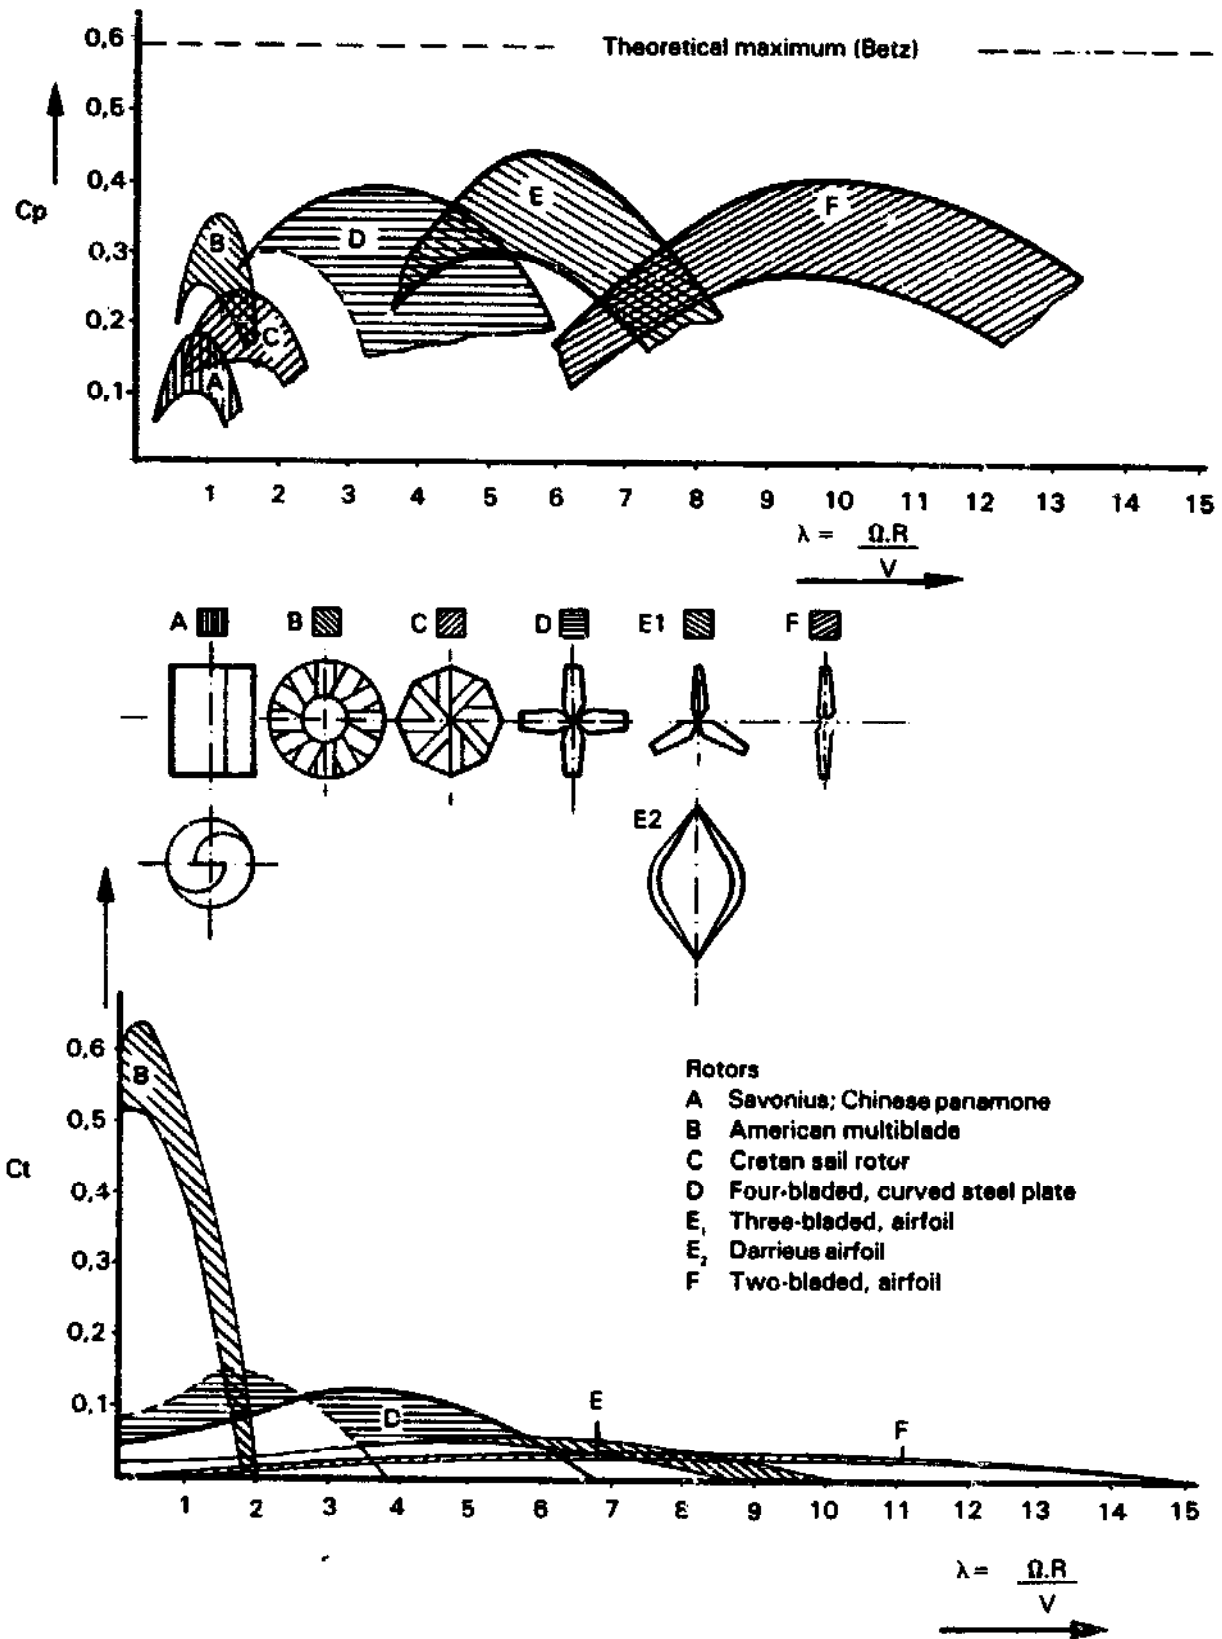 0,6
Theoretical maximum (Betz)
0,5
0,4
Cp
0,3
0,2
0,1
B
D
E
F
C
A
1 2 3 4 5 6 7 8 9 10 11 12 13 14 15
λ = Ω.R
V
A B C D E1 F
E2
0,6
B
0,5
Ct
0,4
0,3
0,2
0,1
D
E
F
Rotors
A Savonius; Chinese panamone
B American multiblade
C Cretan sail rotor
D Four-bladed, curved steel plate
E₁ Three-bladed, airfoil
E₂ Darrieus airfoil
F Two-bladed, airfoil
1 2 3 4 5 6 7 8 9 10 11 12 13 14 15
λ = Ω.R
V